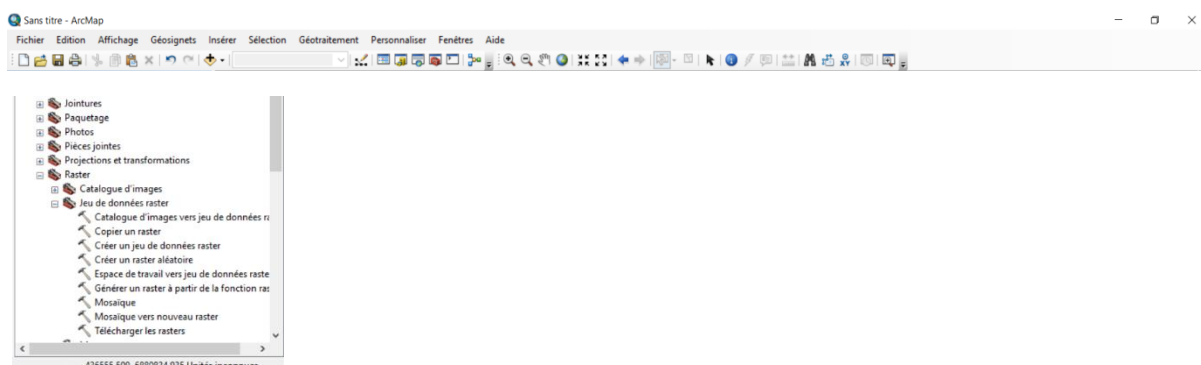 Sans titre - ArcMap
Fichier Edition Affichage Géosignets Insérer Sélection Géotraitement Personnaliser Fenêtres Aide
Jointures
Paquetage
Photos
Pièces jointes
Projections et transformations
Raster
Catalogue d'images
Jeu de données raster
Catalogue d'images vers jeu de données ra
Copier un raster
Créer un jeu de données raster
Créer un raster aléatoire
Espace de travail vers jeu de données raste
Générer un raster à partir de la fonction ras
Mosaïque
Mosaïque vers nouveau raster
Télécharger les rasters